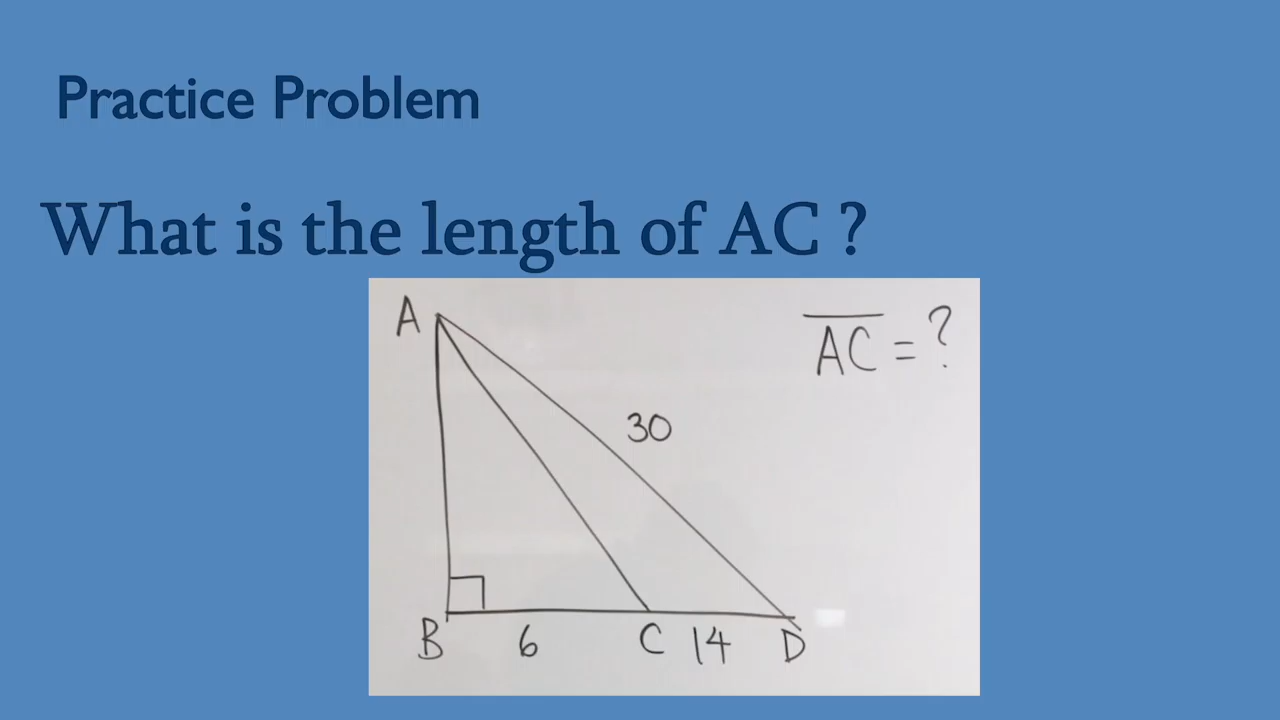 Practice Problem
What is the length of AC ?
A
AC = ?
30
B 6 C 14 D